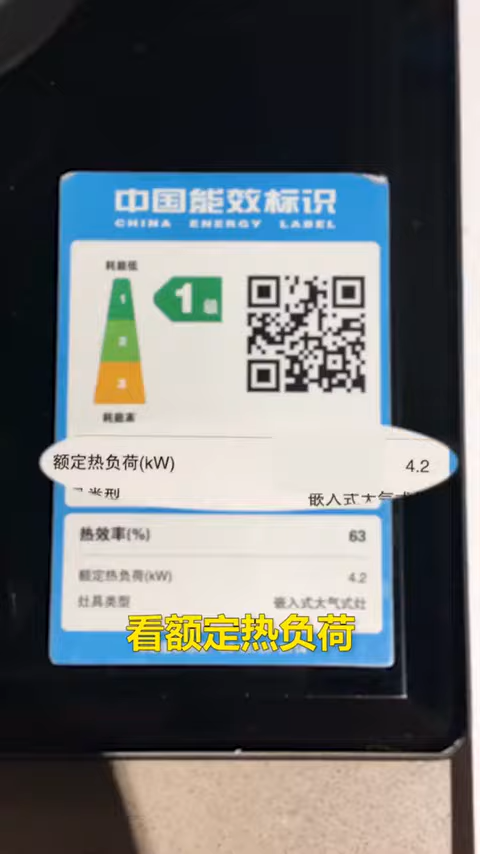 中国能效标识
CHINA ENERGY LABEL
耗能低
1
1级
2
3
耗能高
额定热负荷(kW) 4.2
嵌入式大气式
热效率(%) 63
额定热负荷(kW) 4.2
灶具类型 嵌入式大气式灶
看额定热负荷